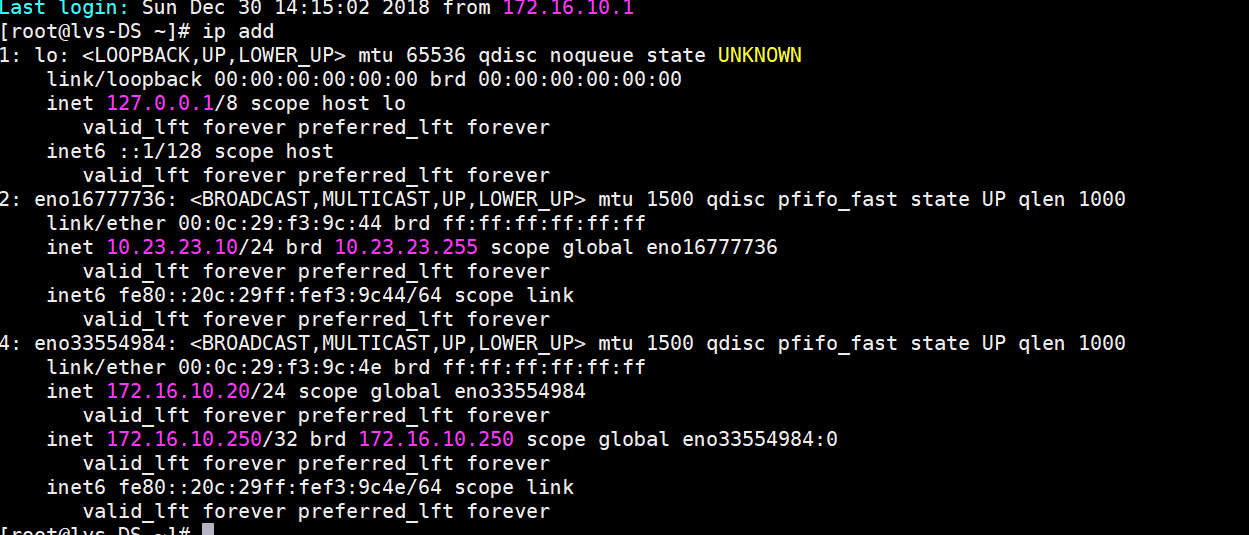 Last login: Sun Dec 30 14:15:02 2018 from 172.16.10.1
[root@lvs-DS ~]# ip add
1: lo: <LOOPBACK,UP,LOWER_UP> mtu 65536 qdisc noqueue state UNKNOWN
link/loopback 00:00:00:00:00:00 brd 00:00:00:00:00:00
inet 127.0.0.1/8 scope host lo
valid_lft forever preferred_lft forever
inet6 ::1/128 scope host
valid_lft forever preferred_lft forever
2: eno16777736: <BROADCAST,MULTICAST,UP,LOWER_UP> mtu 1500 qdisc pfifo_fast state UP qlen 1000
link/ether 00:0c:29:f3:9c:44 brd ff:ff:ff:ff:ff:ff
inet 10.23.23.10/24 brd 10.23.23.255 scope global eno16777736
valid_lft forever preferred_lft forever
inet6 fe80::20c:29ff:fef3:9c44/64 scope link
valid_lft forever preferred_lft forever
4: eno33554984: <BROADCAST,MULTICAST,UP,LOWER_UP> mtu 1500 qdisc pfifo_fast state UP qlen 1000
link/ether 00:0c:29:f3:9c:4e brd ff:ff:ff:ff:ff:ff
inet 172.16.10.20/24 scope global eno33554984
valid_lft forever preferred_lft forever
inet 172.16.10.250/32 brd 172.16.10.250 scope global eno33554984:0
valid_lft forever preferred_lft forever
inet6 fe80::20c:29ff:fef3:9c4e/64 scope link
valid_lft forever preferred_lft forever
[root@lvs-DS ~]#